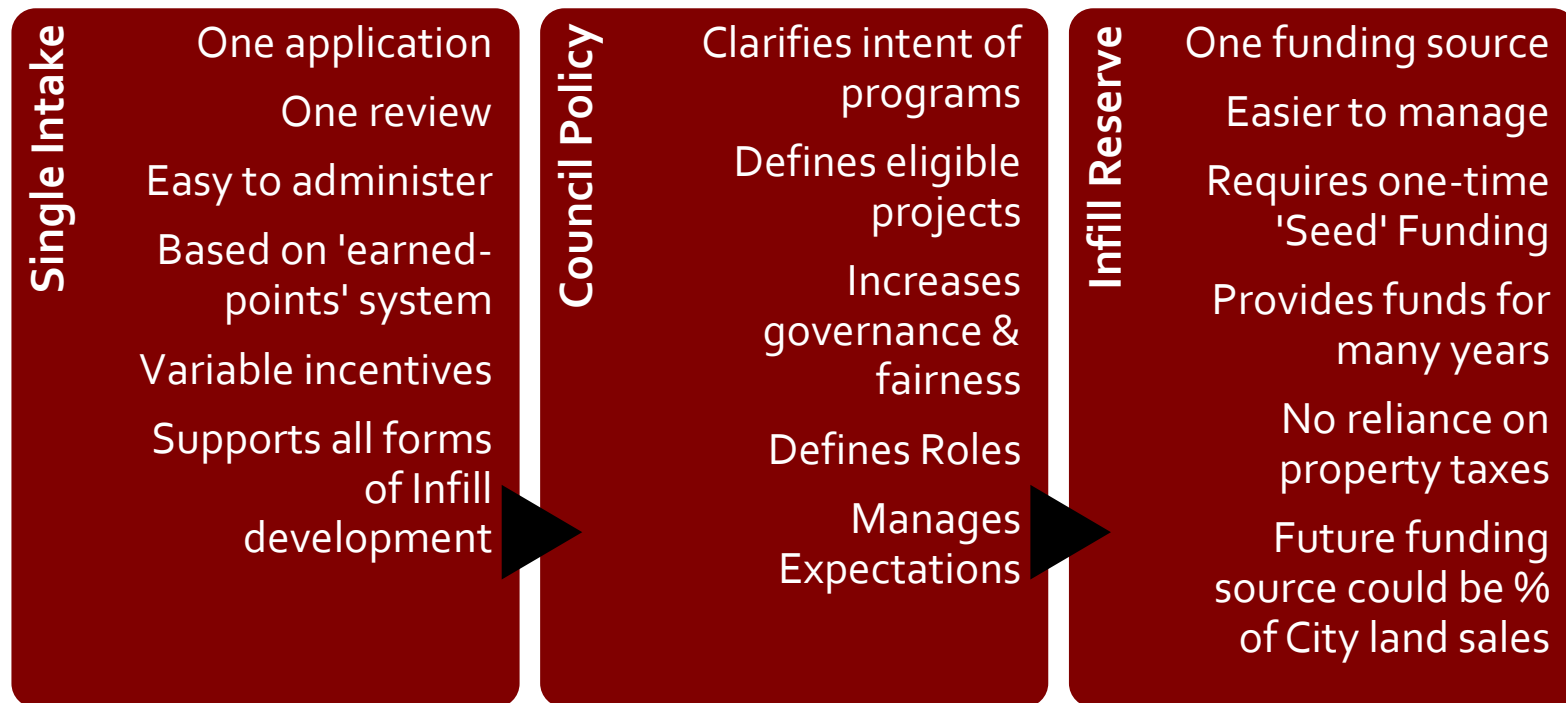 Single Intake
One application
One review
Easy to administer
Based on 'earned-
points' system
Variable incentives
Supports all forms
of Infill
development
Council Policy
Clarifies intent of
programs
Defines eligible
projects
Increases
governance &
fairness
Defines Roles
Manages
Expectations
Infill Reserve
One funding source
Easier to manage
Requires one-time
'Seed' Funding
Provides funds for
many years
No reliance on
property taxes
Future funding
source could be %
of City land sales